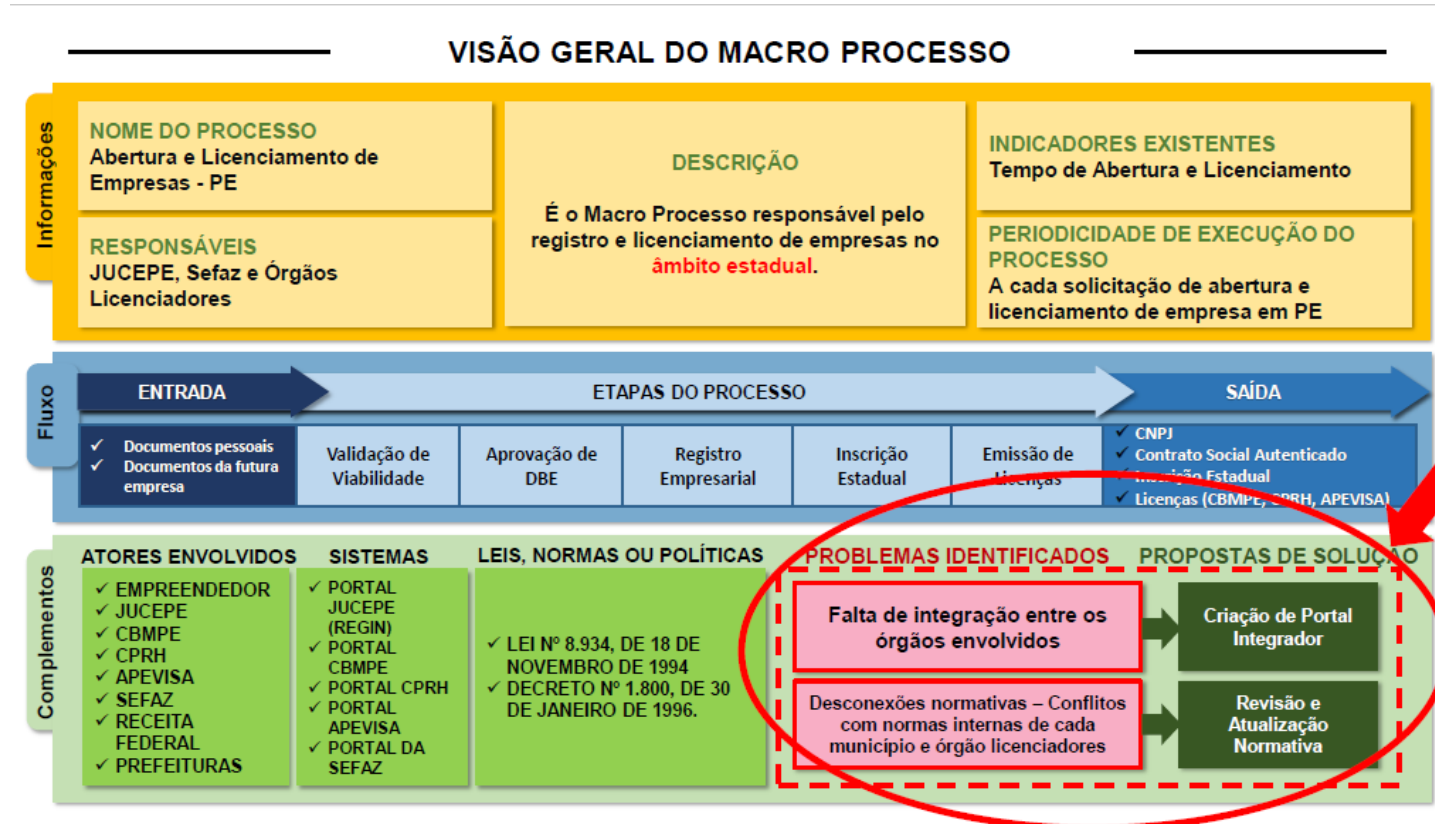 VISÃO GERAL DO MACRO PROCESSO
Informações
NOME DO PROCESSO
Abertura e Licenciamento de
Empresas - PE
RESPONSÁVEIS
JUCEPE, Sefaz e Órgãos
Licenciadores
DESCRIÇÃO
É o Macro Processo responsável pelo
registro e licenciamento de empresas no
âmbito estadual.
INDICADORES EXISTENTES
Tempo de Abertura e Licenciamento
PERIODICIDADE DE EXECUÇÃO DO
PROCESSO
A cada solicitação de abertura e
licenciamento de empresa em PE
Fluxo
ENTRADA
ETAPAS DO PROCESSO
SAÍDA
✓ Documentos pessoais
✓ Documentos da futura
empresa
Validação de
Viabilidade
Aprovação de
DBE
Registro
Empresarial
Inscrição
Estadual
Emissão de
Licenças
✓ CNPJ
✓ Contrato Social Autenticado
✓ Inscrição Estadual
✓ Licenças (CBMPE, CPRH, APEVISA)
Complementos
ATORES ENVOLVIDOS
✓ EMPREENDEDOR
✓ JUCEPE
✓ CBMPE
✓ CPRH
✓ APEVISA
✓ SEFAZ
✓ RECEITA
FEDERAL
✓ PREFEITURAS
SISTEMAS
✓ PORTAL
JUCEPE
(REGIN)
✓ PORTAL
CBMPE
✓ PORTAL CPRH
✓ PORTAL
APEVISA
✓ PORTAL DA
SEFAZ
LEIS, NORMAS OU POLÍTICAS
✓ LEI Nº 8.934, DE 18 DE
NOVEMBRO DE 1994
✓ DECRETO Nº 1.800, DE 30
DE JANEIRO DE 1996.
PROBLEMAS IDENTIFICADOS
Falta de integração entre os
órgãos envolvidos
Desconexões normativas – Conflitos
com normas internas de cada
município e órgão licenciadores
PROPOSTAS DE SOLUÇÃO
Criação de Portal
Integrador
Revisão e
Atualização
Normativa